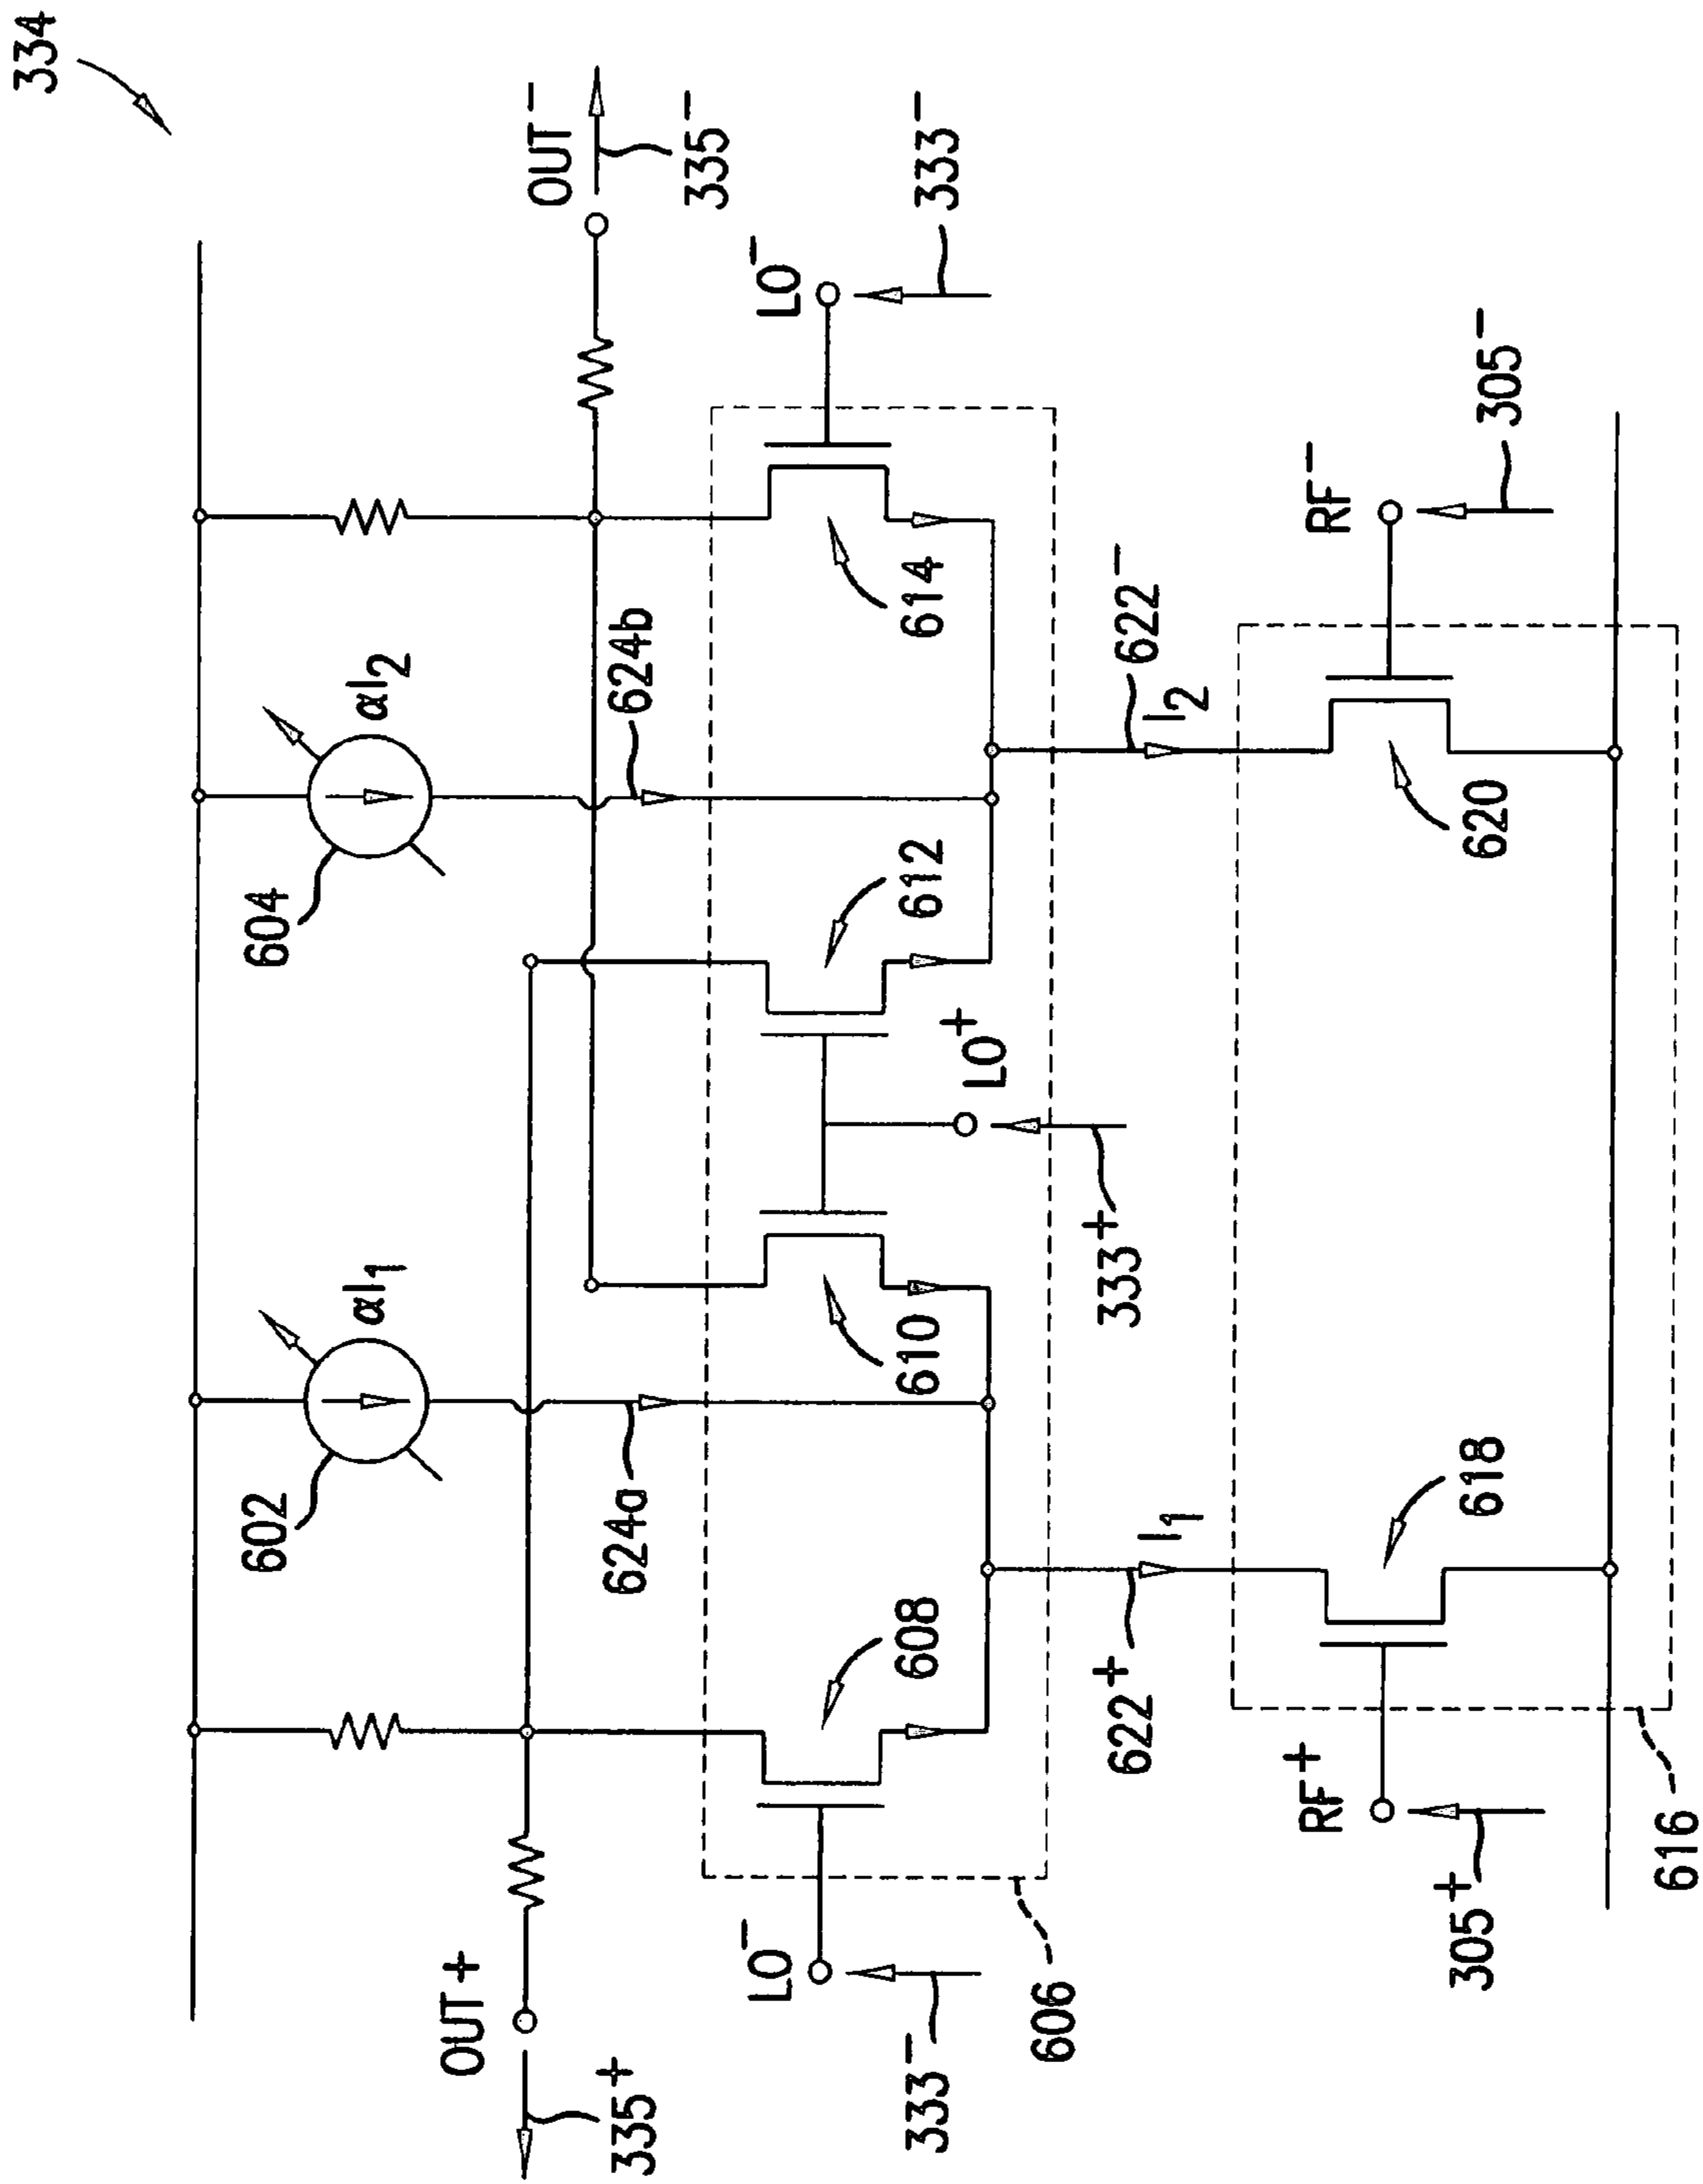 334
602
604
αI₁
αI₂
OUT+
OUT⁻
335⁺
624a
624b
335⁻
LO⁻
LO⁻
333⁻
608
610
612
614
333⁻
LO⁺
606
333⁺
622⁺
622⁻
I₁
I₂
RF⁺
RF⁻
305⁺
618
620
305⁻
616